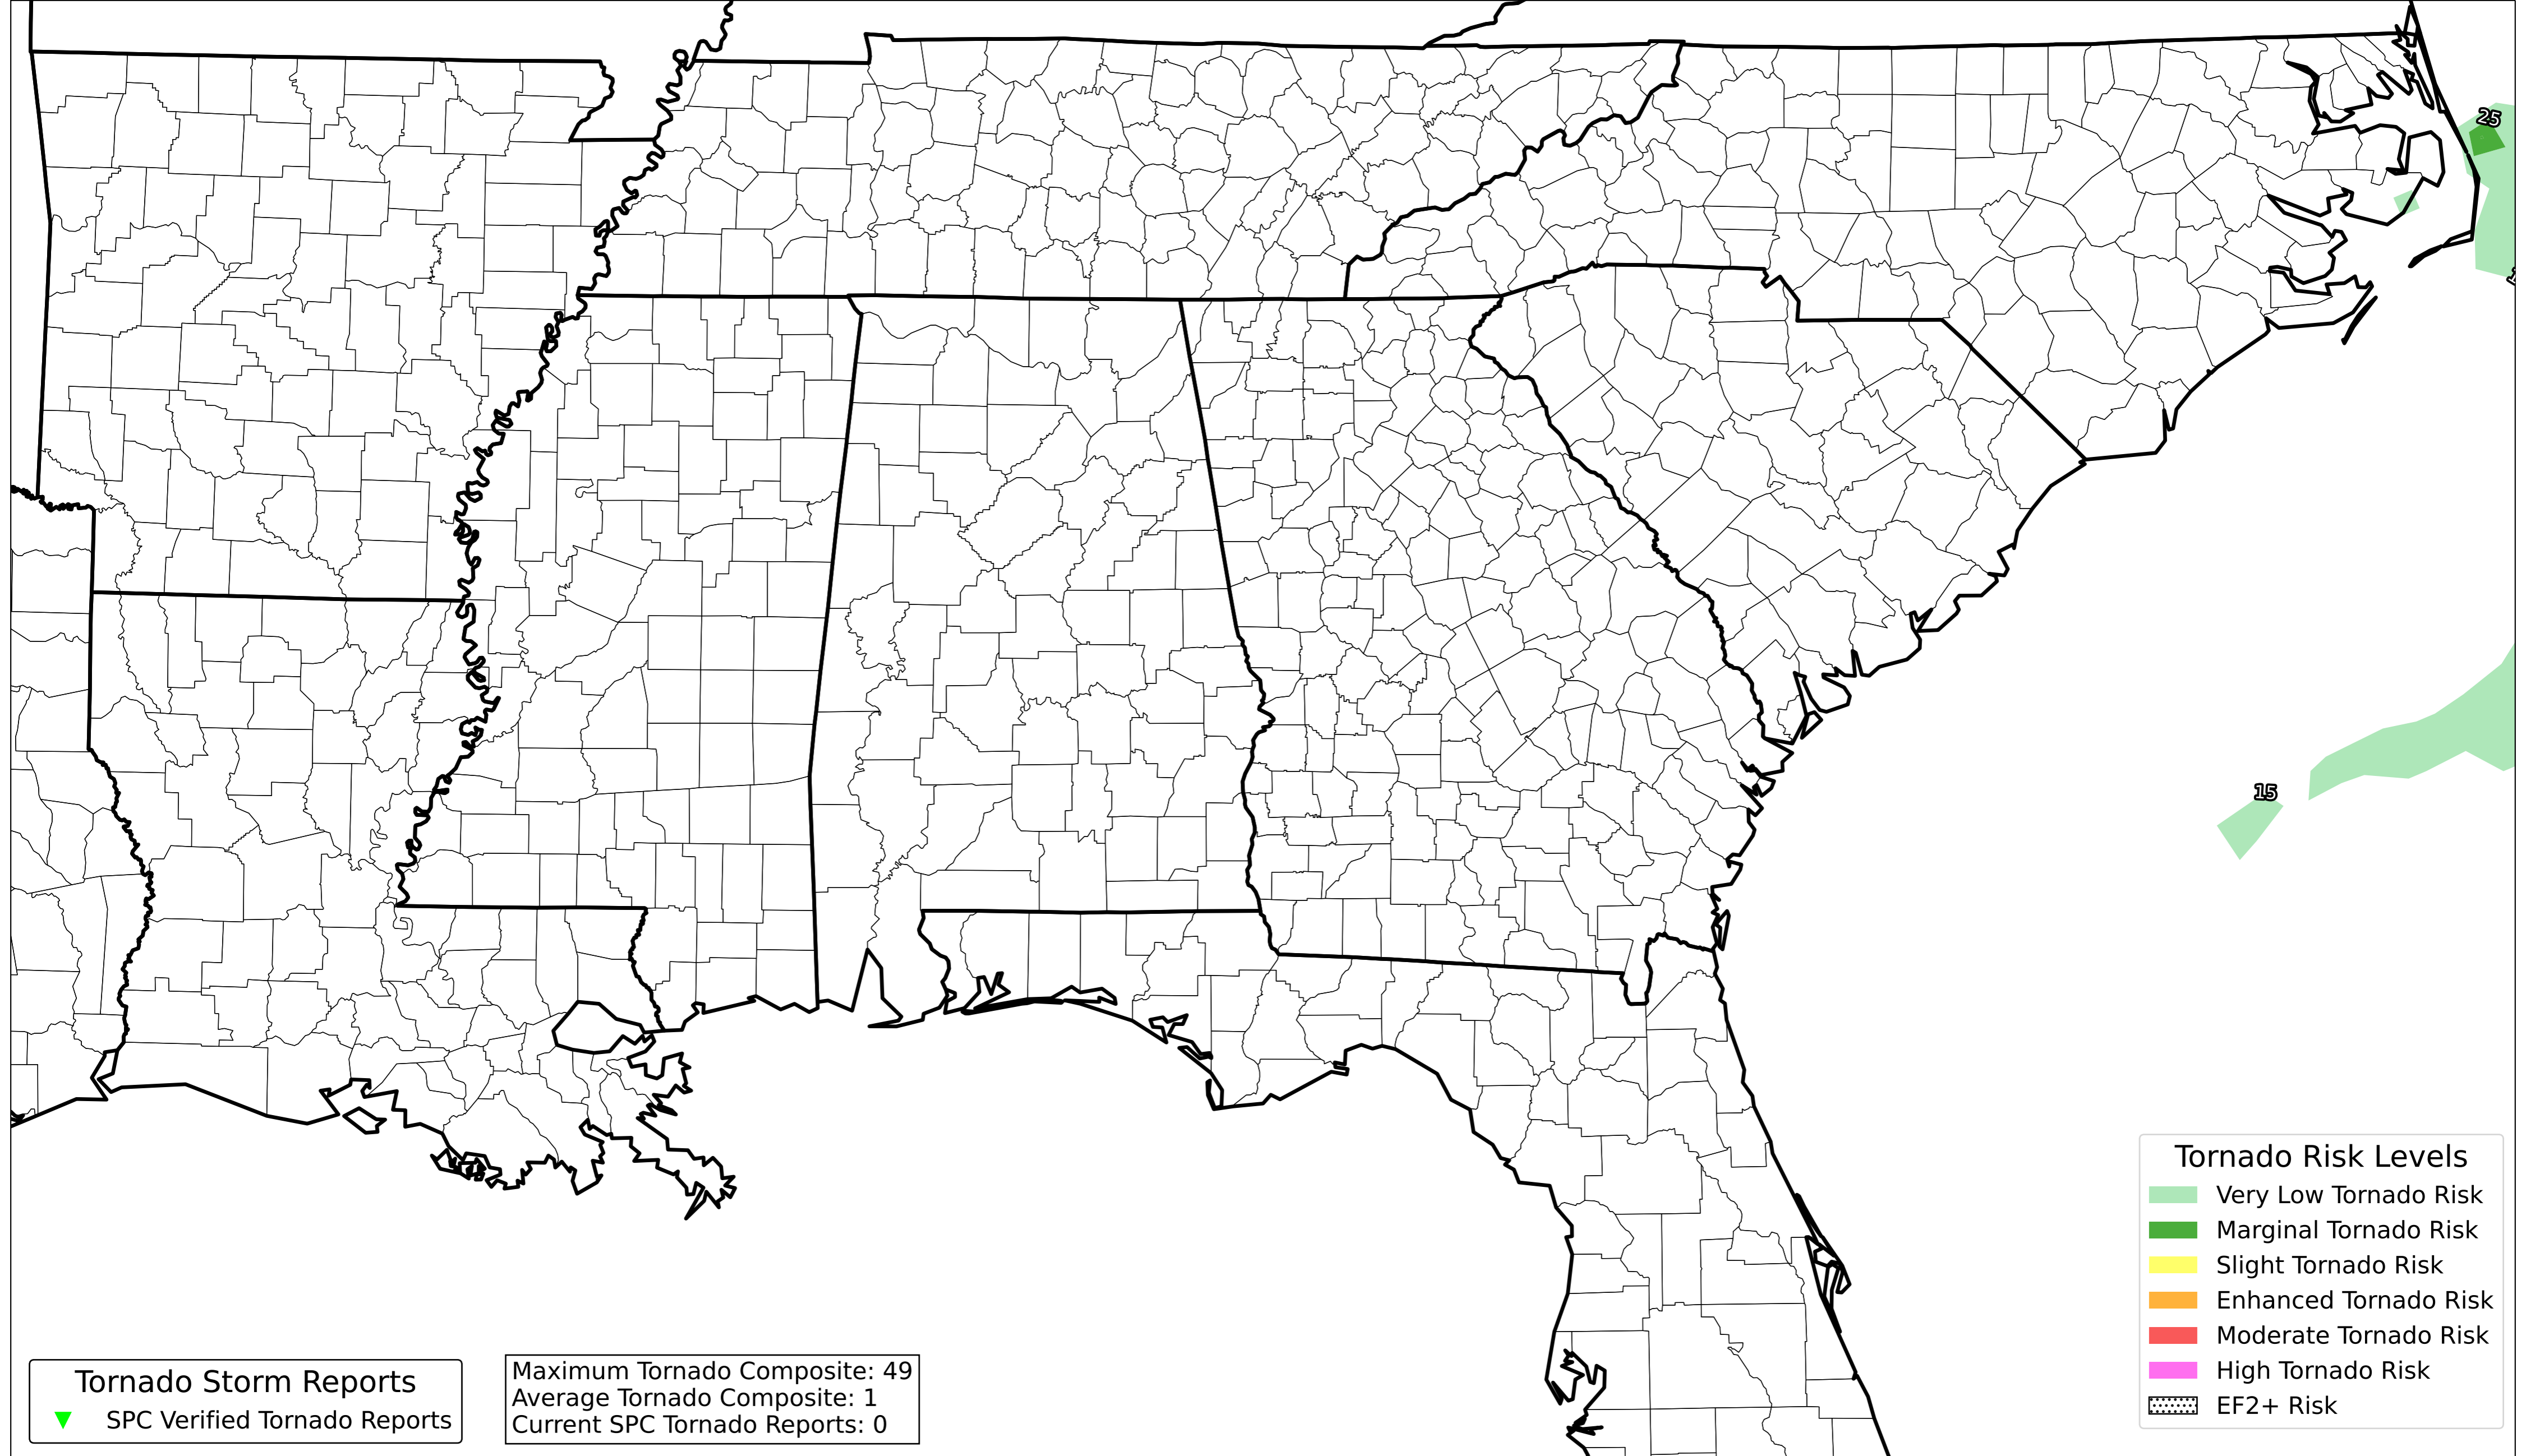 25
15
Tornado Risk Levels
Very Low Tornado Risk
Marginal Tornado Risk
Slight Tornado Risk
Enhanced Tornado Risk
Moderate Tornado Risk
High Tornado Risk
EF2+ Risk
Tornado Storm Reports
SPC Verified Tornado Reports
Maximum Tornado Composite: 49
Average Tornado Composite: 1
Current SPC Tornado Reports: 0